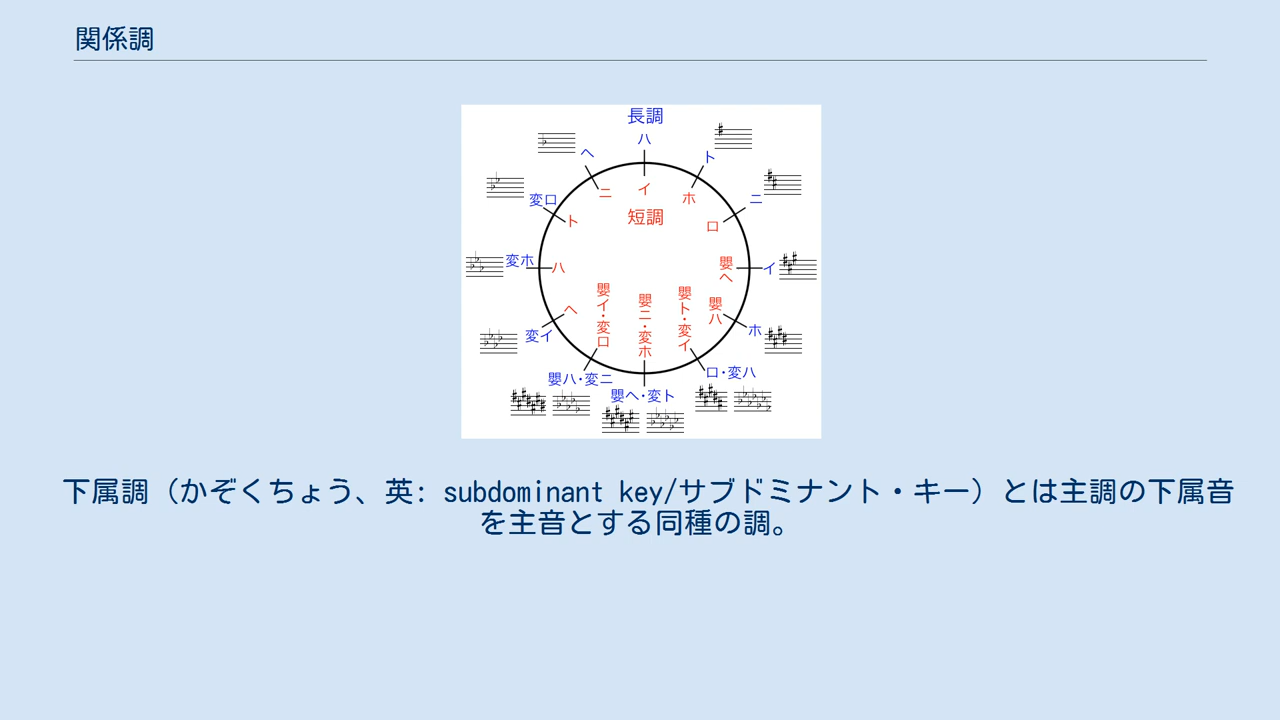 関係調
長調
ハ
ヘ
ト
変ロ
ニ
変ホ
イ
変イ
ホ
嬰ハ・変ニ
嬰ヘ・変ト
ロ・変ハ
イ
ニ
ホ
短調
ト
ロ
ハ
嬰ヘ
ヘ
嬰ハ
嬰イ・変ロ
嬰ニ・変ホ
嬰ト・変イ
下属調（かぞくちょう、英: subdominant key/サブドミナント・キー）とは主調の下属音
を主音とする同種の調。